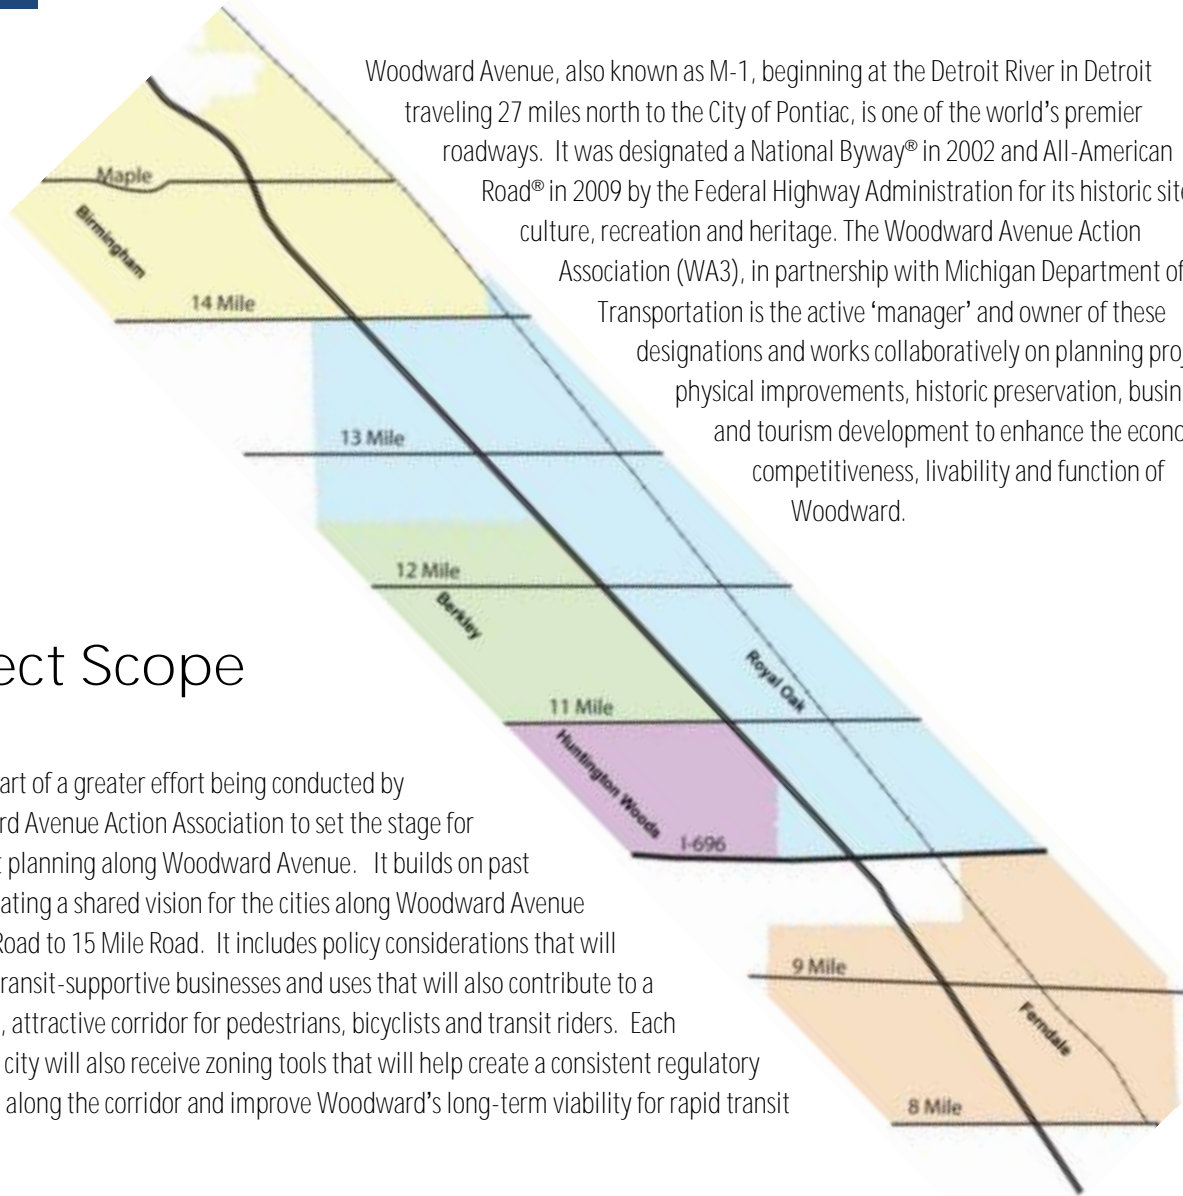 Woodward Avenue, also known as M-1, beginning at the Detroit River in Detroit
traveling 27 miles north to the City of Pontiac, is one of the world's premier
roadways. It was designated a National Byway® in 2002 and All-American
Road® in 2009 by the Federal Highway Administration for its historic
culture, recreation and heritage. The Woodward Avenue Action
Association (WA3), in partnership with Michigan Department of
Transportation is the active 'manager' and owner of these
designations and works collaboratively on planning
physical improvements, historic preservation,
and tourism development to enhance the
competitiveness, livability and function of
Woodward.
Maple
Birmingham
14 Mile
13 Mile
12 Mile
Berkley
Royal Oak
11 Mile
Huntington Woods
I-696
9 Mile
Ferndale
8 Mile
Scope
of a greater effort being conducted by
Avenue Action Association to set the stage for
planning along Woodward Avenue. It builds on past
a shared vision for the cities along Woodward Avenue
Road to 15 Mile Road. It includes policy considerations that will
transit-supportive businesses and uses that will also contribute to a
, attractive corridor for pedestrians, bicyclists and transit riders. Each
city will also receive zoning tools that will help create a consistent regulatory
along the corridor and improve Woodward's long-term viability for rapid transit